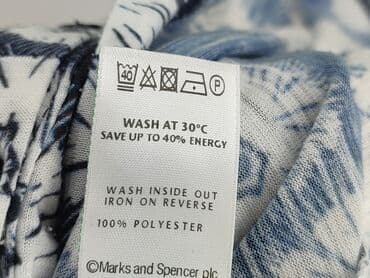 40 P
WASH AT 30°C
SAVE UP TO 40% ENERGY
WASH INSIDE OUT
IRON ON REVERSE
100% POLYESTER
©Marks and Spencer plc